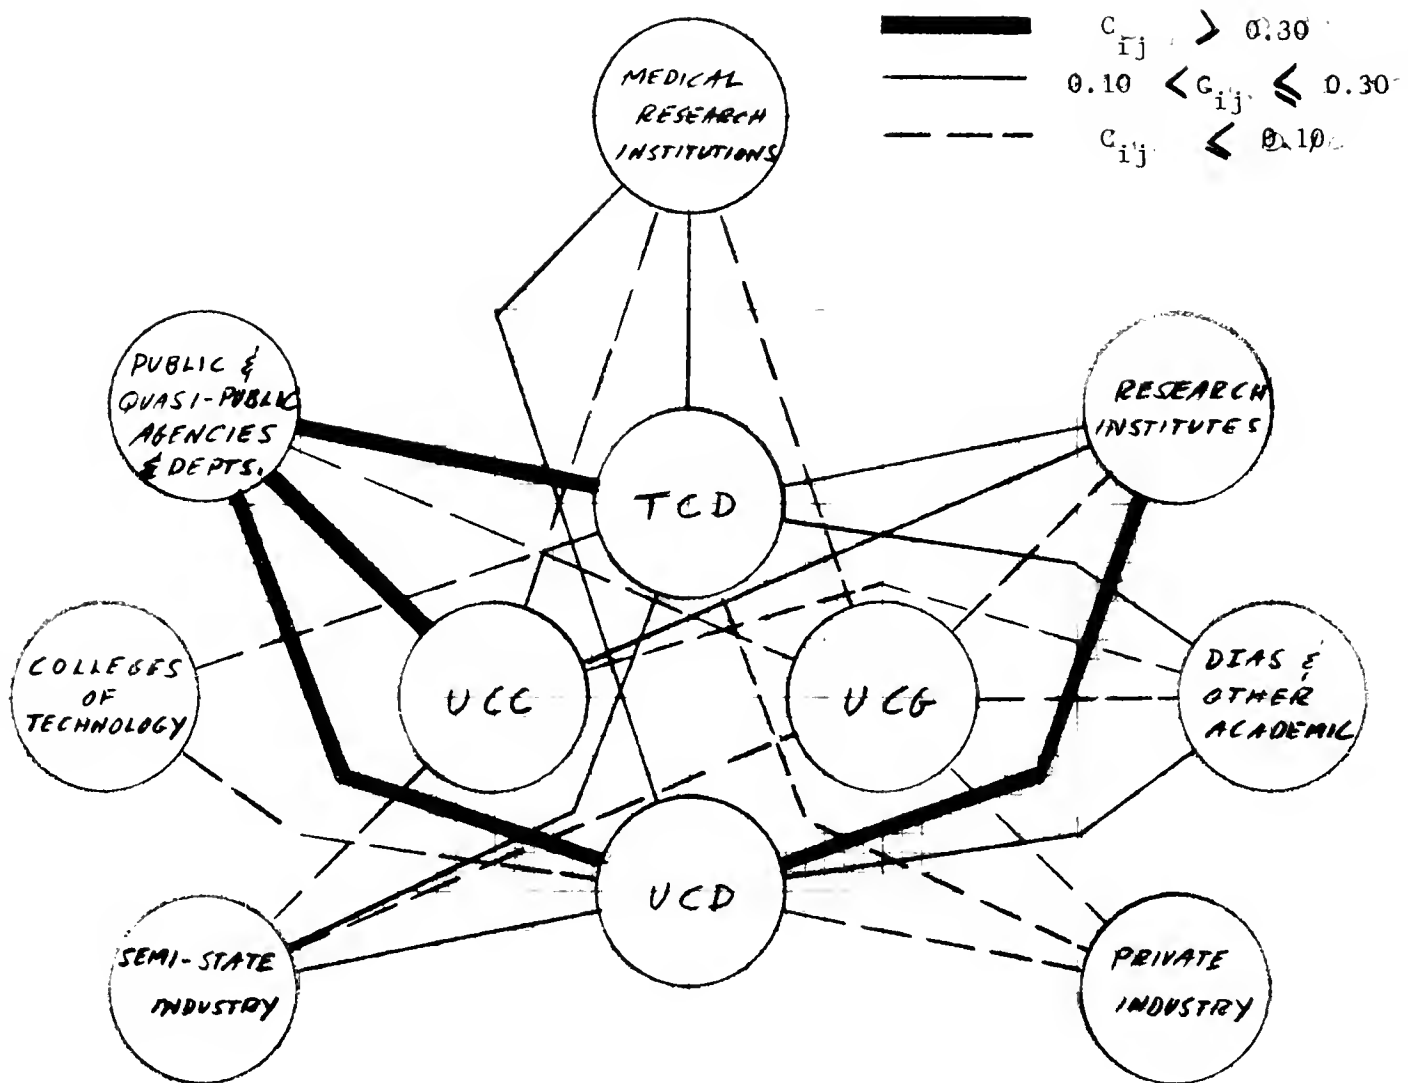 C_ij > 0.30
0.10 < G_ij ≤ 0.30
C_ij ≤ 0.10
MEDICAL
RESEARCH
INSTITUTIONS
PUBLIC &
QUASI-PUBLIC
AGENCIES
& DEPTS.
RESEARCH
INSTITUTES
TCD
COLLEGES
OF
TECHNOLOGY
UCC
UCG
DIAS &
OTHER
ACADEMIC
UCD
SEMI-STATE
INDUSTRY
PRIVATE
INDUSTRY